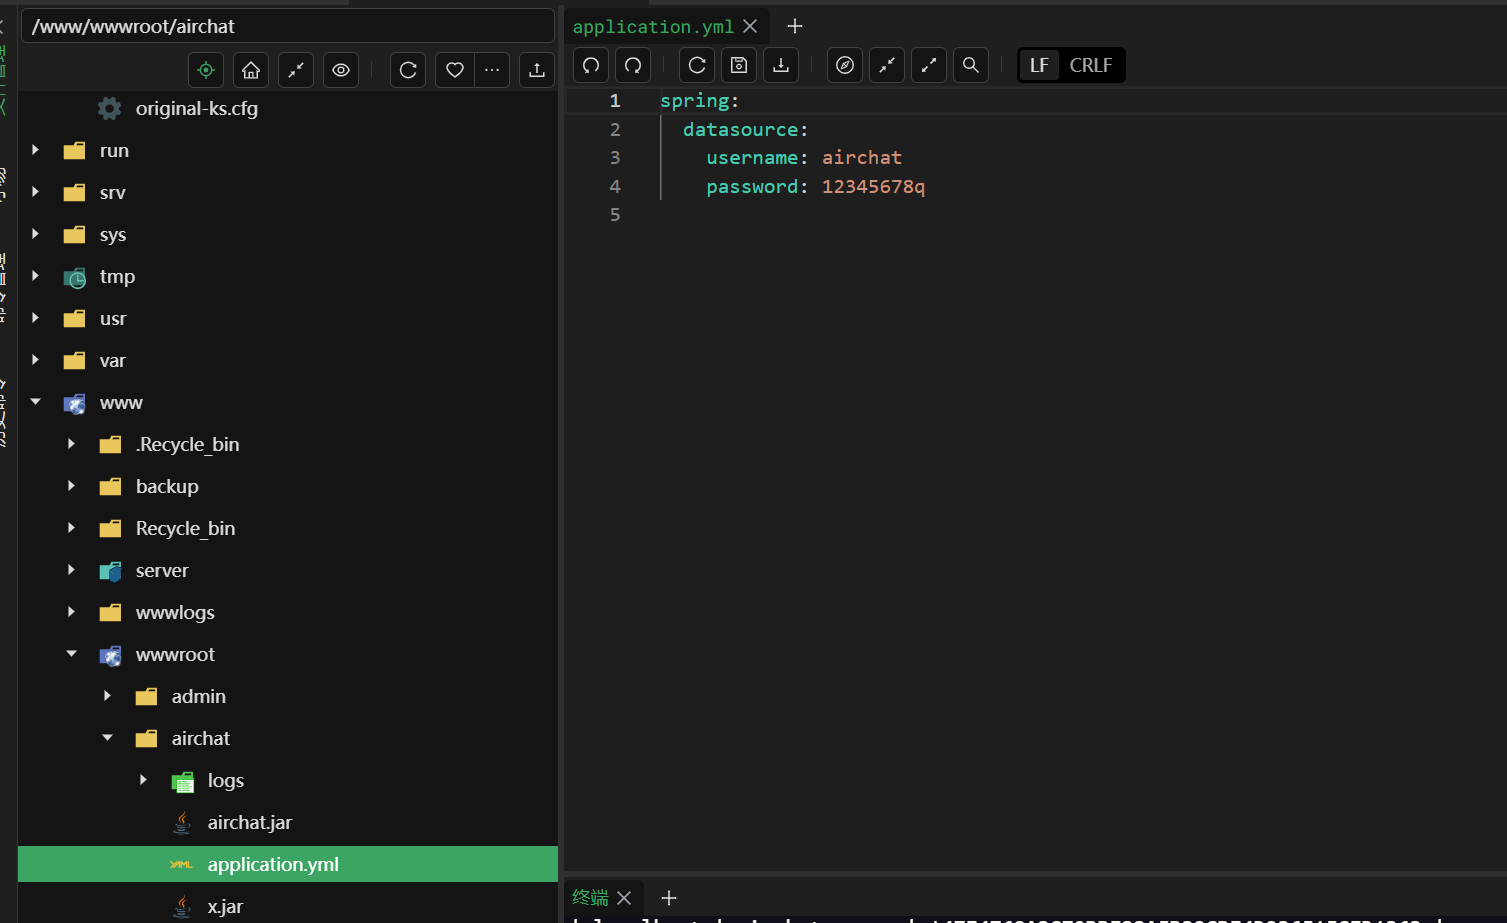 /www/wwwroot/airchat
original-ks.cfg
run
srv
sys
tmp
usr
var
www
.Recycle_bin
backup
Recycle_bin
server
wwwlogs
wwwroot
admin
airchat
logs
airchat.jar
application.yml
x.jar
application.yml
LF CRLF
1 spring:
2 datasource:
3 username: airchat
4 password: 12345678q
5
终端